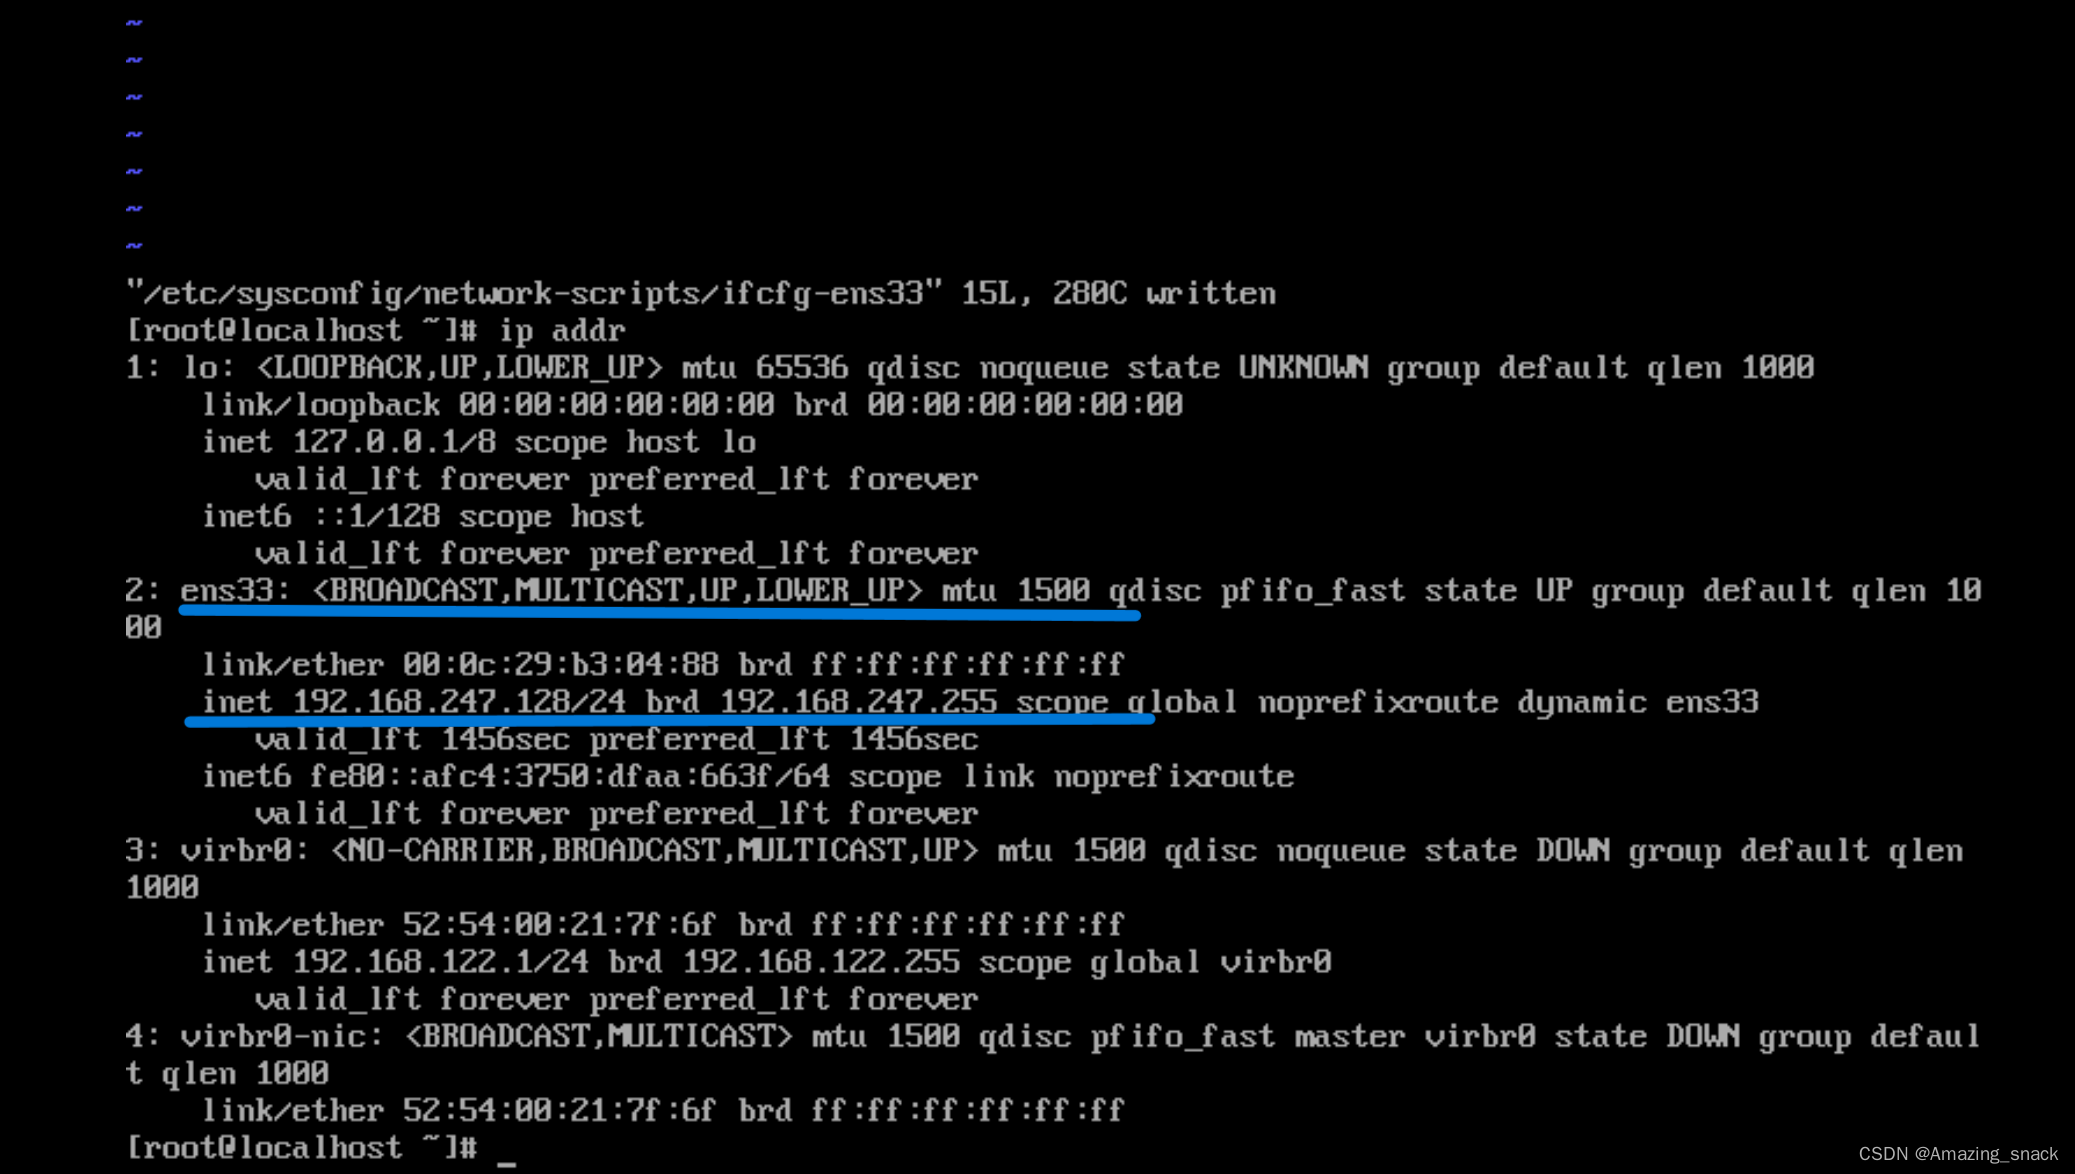 ~
~
~
~
~
~
~
"/etc/sysconfig/network-scripts/ifcfg-ens33" 15L, 280C written
[root@localhost ~]# ip addr
1: lo: <LOOPBACK,UP,LOWER_UP> mtu 65536 qdisc noqueue state UNKNOWN group default qlen 1000
    link/loopback 00:00:00:00:00:00 brd 00:00:00:00:00:00
    inet 127.0.0.1/8 scope host lo
       valid_lft forever preferred_lft forever
    inet6 ::1/128 scope host
       valid_lft forever preferred_lft forever
2: ens33: <BROADCAST,MULTICAST,UP,LOWER_UP> mtu 1500 qdisc pfifo_fast state UP group default qlen 10
00
    link/ether 00:0c:29:b3:04:88 brd ff:ff:ff:ff:ff:ff
    inet 192.168.247.128/24 brd 192.168.247.255 scope global noprefixroute dynamic ens33
       valid_lft 1456sec preferred_lft 1456sec
    inet6 fe80::afc4:3750:dfaa:663f/64 scope link noprefixroute
       valid_lft forever preferred_lft forever
3: virbr0: <NO-CARRIER,BROADCAST,MULTICAST,UP> mtu 1500 qdisc noqueue state DOWN group default qlen
1000
    link/ether 52:54:00:21:7f:6f brd ff:ff:ff:ff:ff:ff
    inet 192.168.122.1/24 brd 192.168.122.255 scope global virbr0
       valid_lft forever preferred_lft forever
4: virbr0-nic: <BROADCAST,MULTICAST> mtu 1500 qdisc pfifo_fast master virbr0 state DOWN group defaul
t qlen 1000
    link/ether 52:54:00:21:7f:6f brd ff:ff:ff:ff:ff:ff
[root@localhost ~]# _
CSDN @Amazing_snack